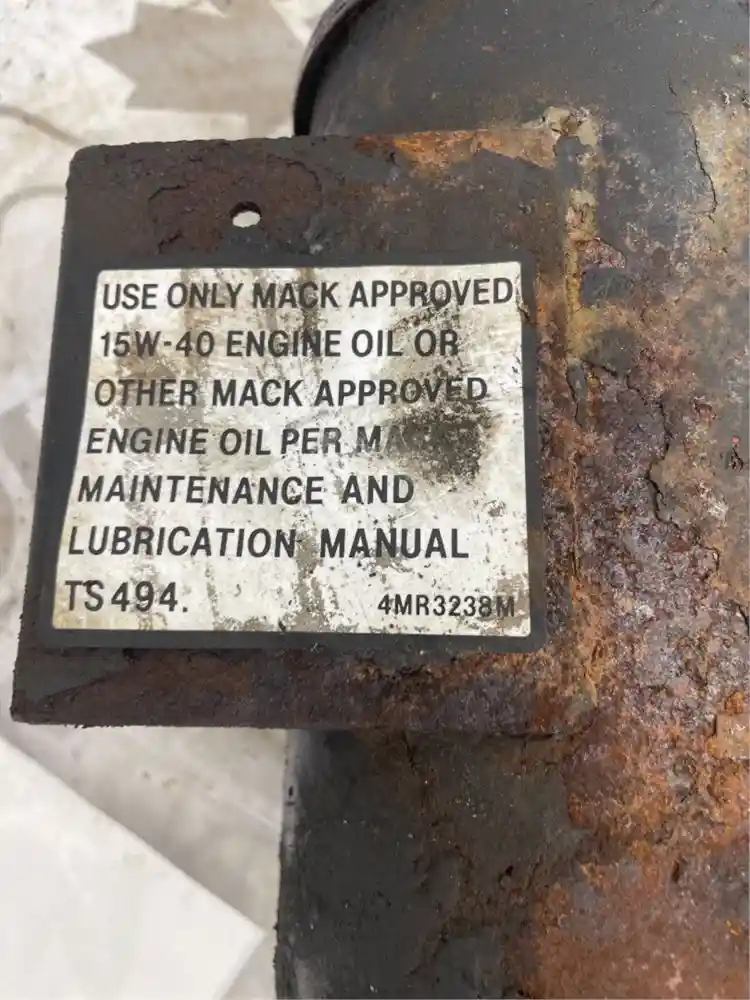 USE ONLY MACK APPROVED
15W-40 ENGINE OIL OR
OTHER MACK APPROVED
ENGINE OIL PER
MAINTENANCE AND
LUBRICATION MANUAL
TS494.
4MR3238M